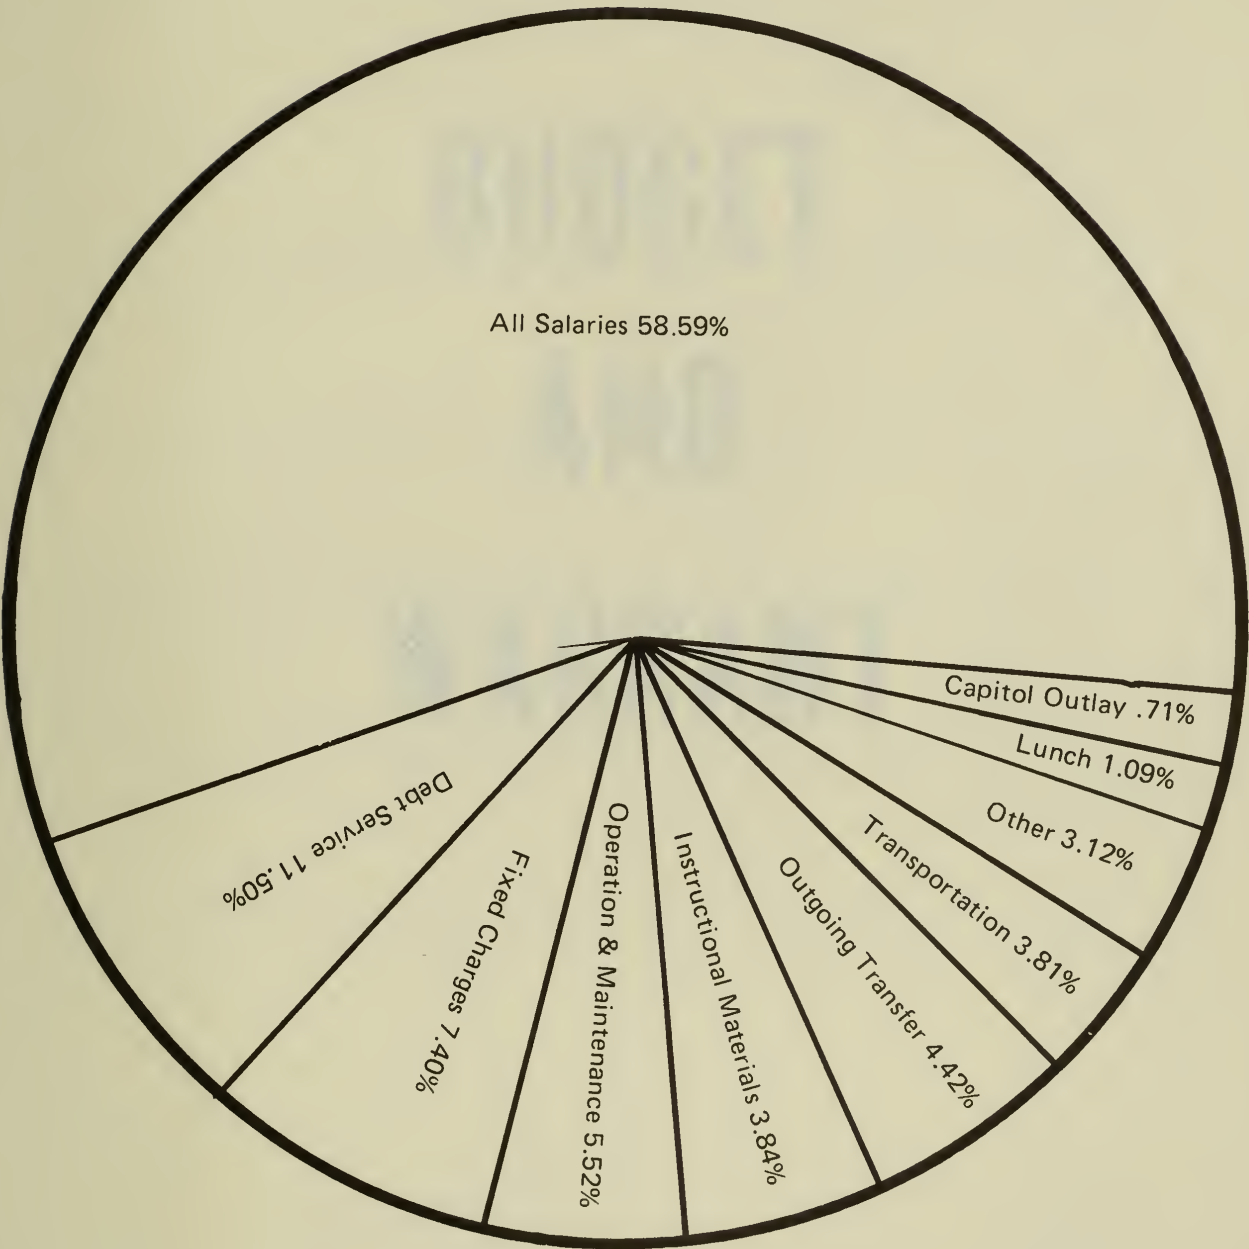 All Salaries 58.59%
Capitol Outlay .71%
Lunch 1.09%
Other 3.12%
Transportation 3.81%
Outgoing Transfer 4.42%
Instructional Materials 3.84%
Operation & Maintenance 5.52%
Fixed Charges 7.40%
Debt Service 11.50%